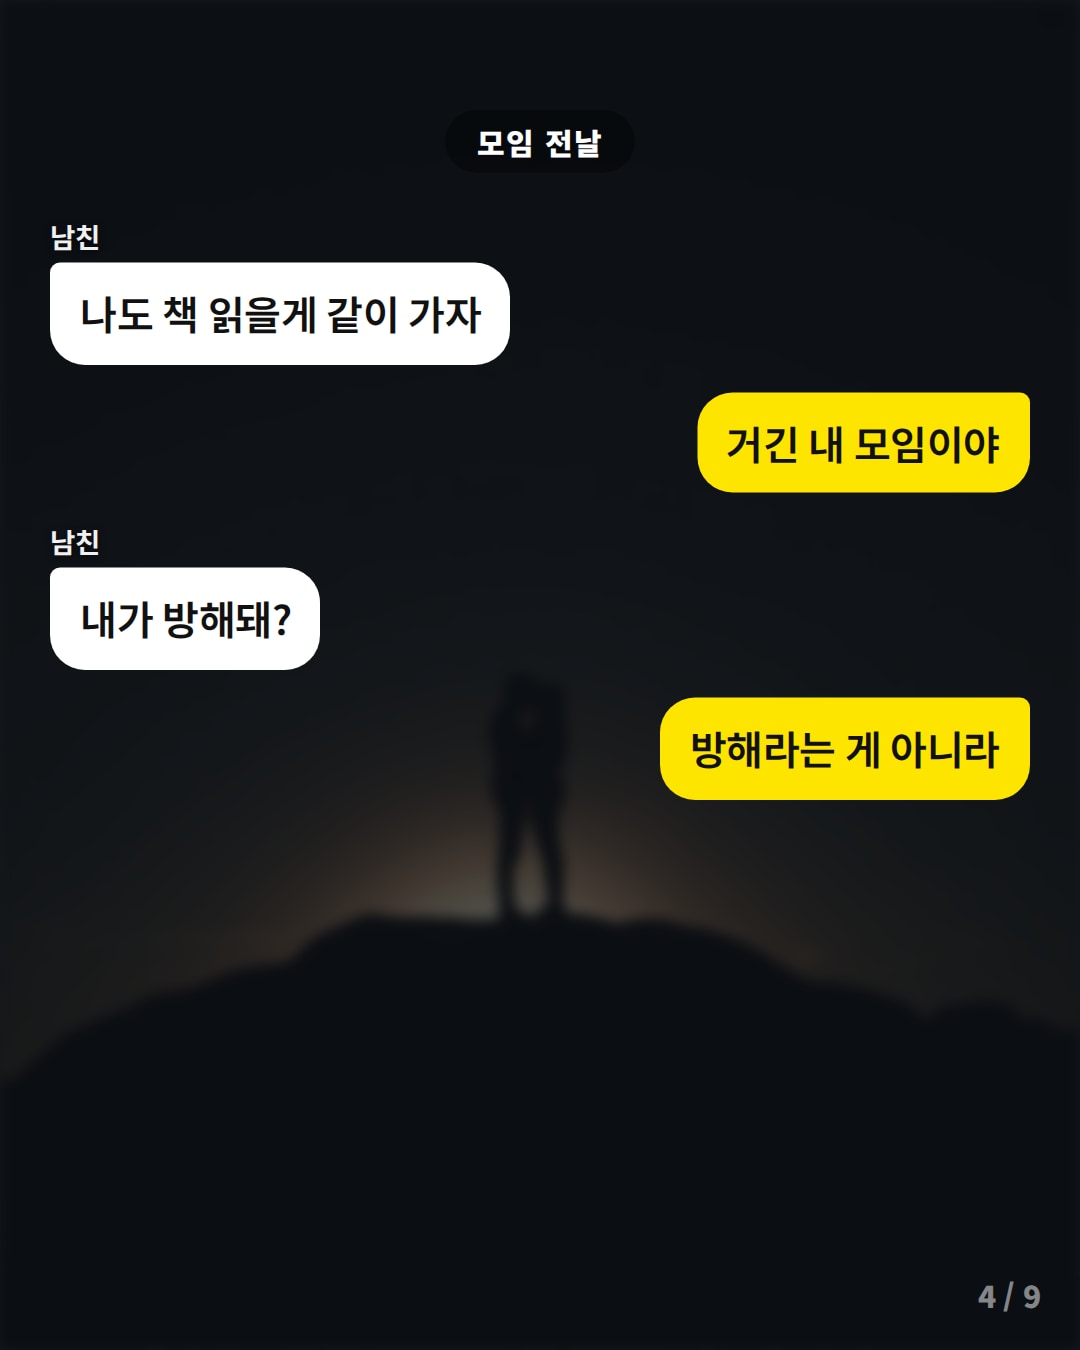 모임 전날
남친
나도 책 읽을게 같이 가자
거긴 내 모임이야
남친
내가 방해돼?
방해라는 게 아니라
4 / 9